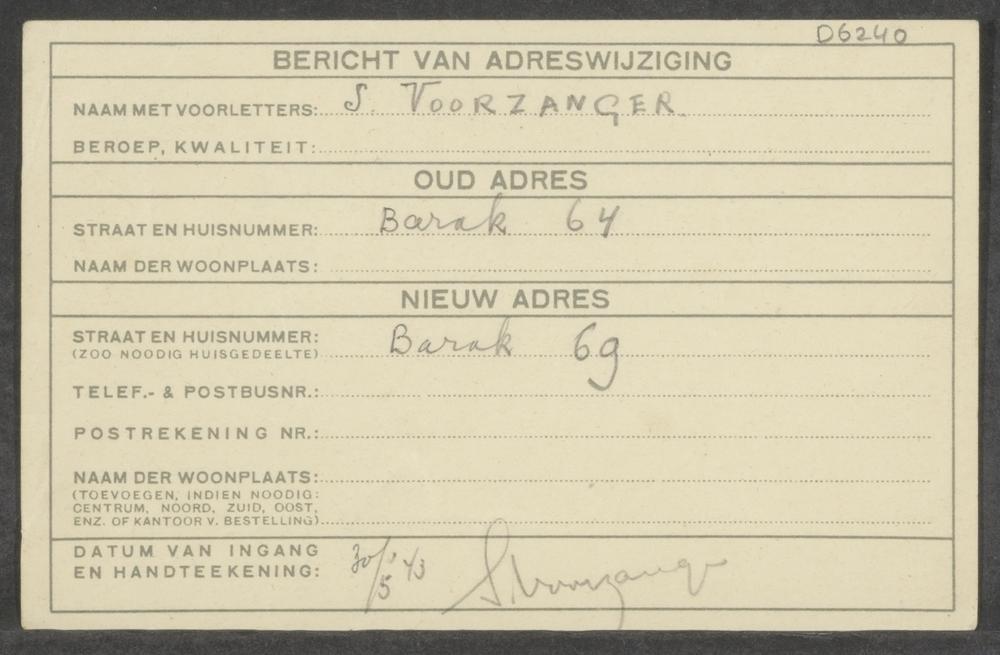 D6240
BERICHT VAN ADRESWIJZIGING
NAAM MET VOORLETTERS: S. VOORZANGER.
BEROEP, KWALITEIT:
OUD ADRES
STRAAT EN HUISNUMMER: Barak 64
NAAM DER WOONPLAATS:
NIEUW ADRES
STRAAT EN HUISNUMMER: Barak 69
(ZOO NOODIG HUISGEDEELTE)
TELEF.- & POSTBUSNR.:
POSTREKENING NR.:
NAAM DER WOONPLAATS:
(TOEVOEGEN, INDIEN NOODIG:
CENTRUM, NOORD, ZUID, OOST,
ENZ. OF KANTOOR V. BESTELLING)
DATUM VAN INGANG
EN HANDTEEKENING: 30/5 43 S Voorzanger